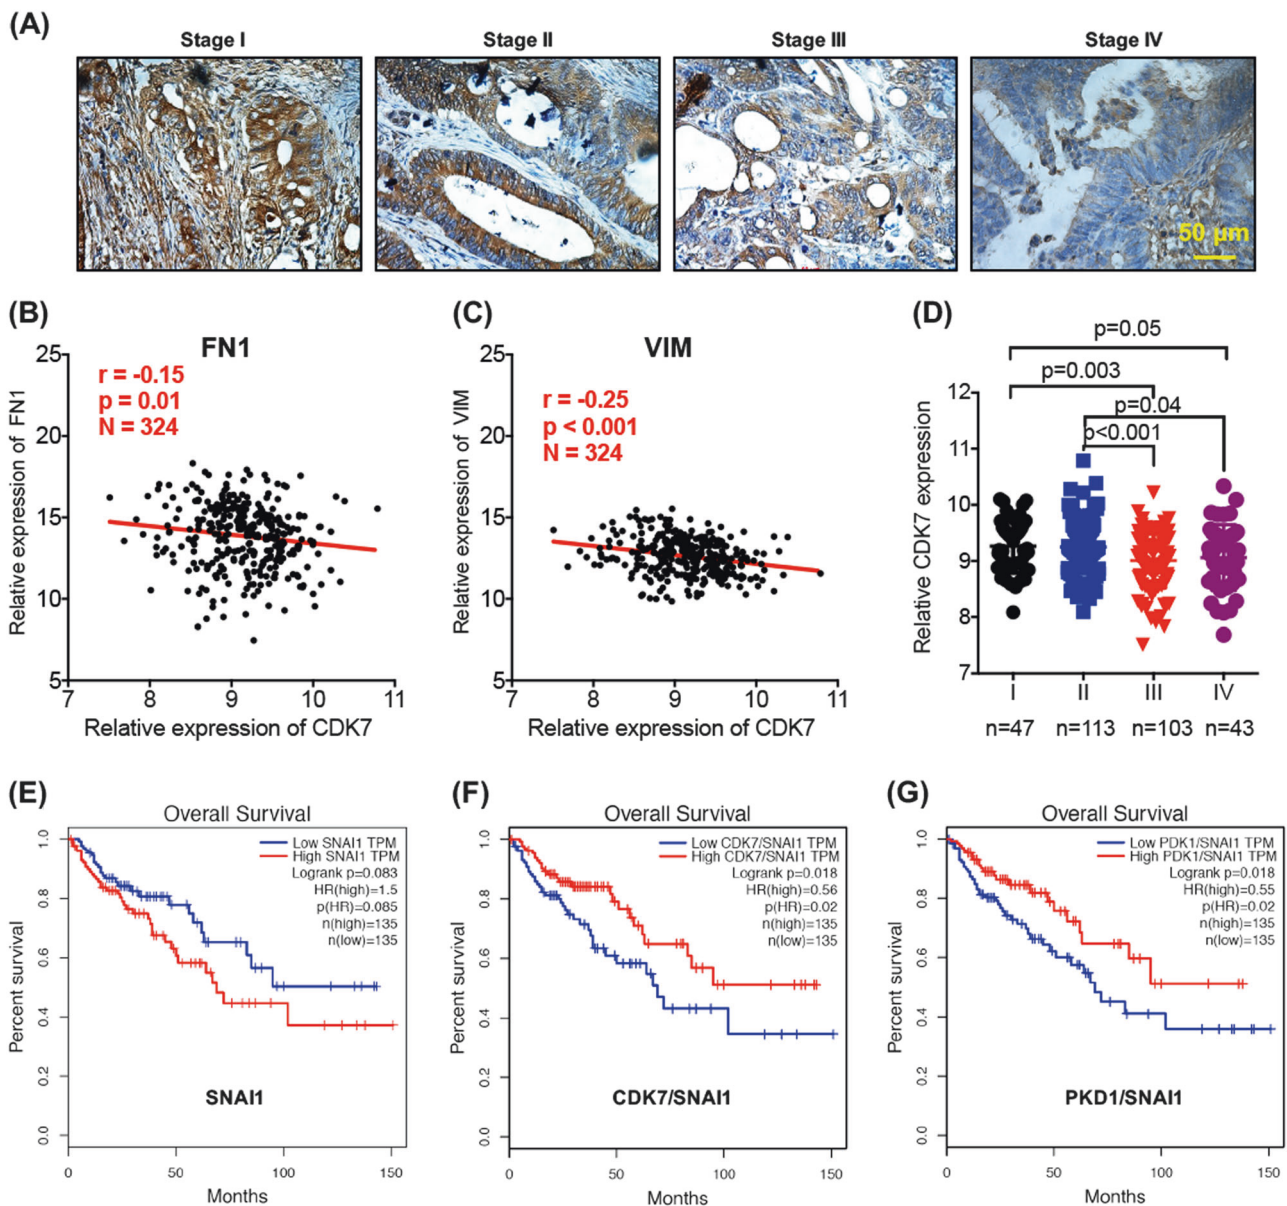 (A)
Stage I
Stage II
Stage III
Stage IV
50 µm
(B)
FN1
r = -0.15
p = 0.01
N = 324
Relative expression of FN1
25
20
15
10
5
7
8
9
10
11
Relative expression of CDK7
(C)
VIM
r = -0.25
p < 0.001
N = 324
Relative expression of VIM
25
20
15
10
5
7
8
9
10
11
Relative expression of CDK7
(D)
p=0.05
p=0.003
p=0.04
p<0.001
Relative CDK7 expression
12
11
10
9
8
7
I
II
III
IV
n=47
n=113
n=103
n=43
(E)
Overall Survival
Low SNAI1 TPM
High SNAI1 TPM
Logrank p=0.083
HR(high)=1.5
p(HR)=0.085
n(high)=135
n(low)=135
Percent survival
1.0
0.8
0.6
0.4
0.2
0.0
SNAI1
0
50
100
150
Months
(F)
Overall Survival
Low CDK7/SNAI1 TPM
High CDK7/SNAI1 TPM
Logrank p=0.018
HR(high)=0.56
p(HR)=0.02
n(high)=135
n(low)=135
Percent survival
1.0
0.8
0.6
0.4
0.2
0.0
CDK7/SNAI1
0
50
100
150
Months
(G)
Overall Survival
Low PDK1/SNAI1 TPM
High PDK1/SNAI1 TPM
Logrank p=0.018
HR(high)=0.55
p(HR)=0.02
n(high)=135
n(low)=135
Percent survival
1.0
0.8
0.6
0.4
0.2
0.0
PKD1/SNAI1
0
50
100
150
Months